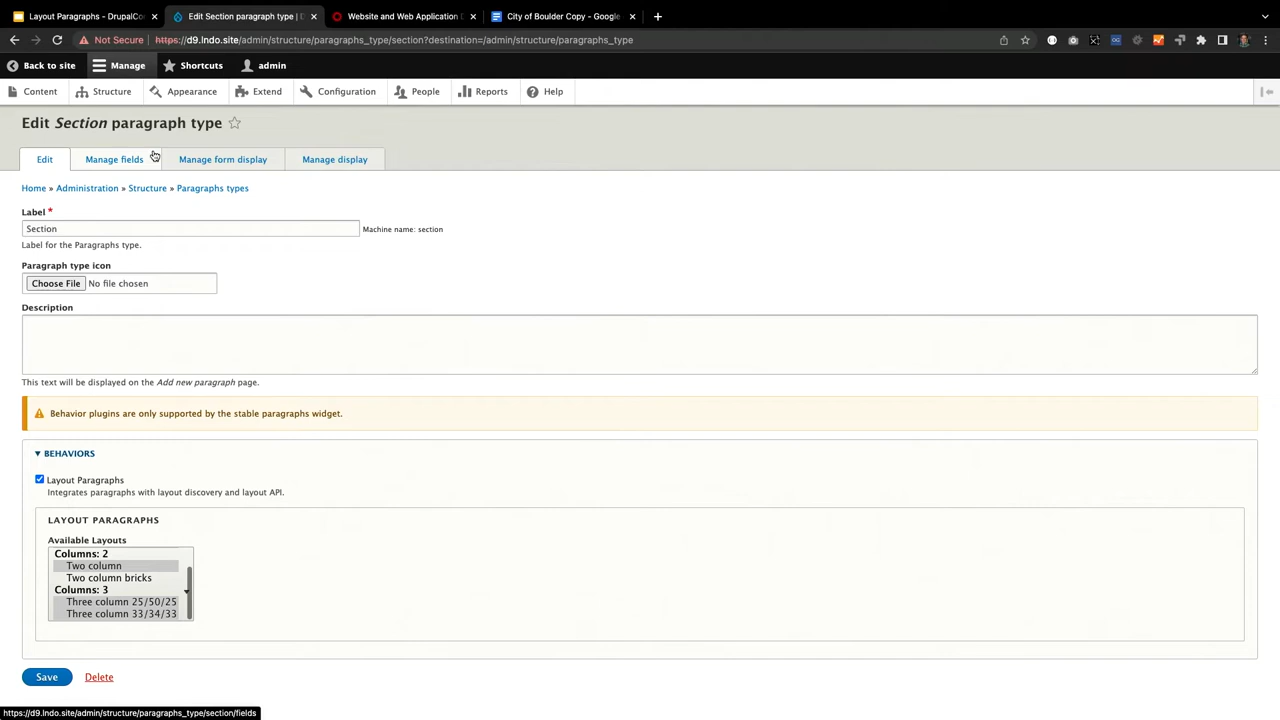 Layout Paragraphs - DrupalCo
Edit Section paragraph type | D
Website and Web Application D
City of Boulder Copy - Google
Not Secure
https://d9.lndo.site/admin/structure/paragraphs_type/section?destination=/admin/structure/paragraphs_type
Back to site
Manage
Shortcuts
admin
Content
Structure
Appearance
Extend
Configuration
People
Reports
Help
Edit Section paragraph type
Edit
Manage fields
Manage form display
Manage display
Home » Administration » Structure » Paragraphs types
Label *
Section
Machine name: section
Label for the Paragraphs type.
Paragraph type icon
Choose File No file chosen
Description
This text will be displayed on the Add new paragraph page.
Behavior plugins are only supported by the stable paragraphs widget.
BEHAVIORS
Layout Paragraphs
Integrates paragraphs with layout discovery and layout API.
LAYOUT PARAGRAPHS
Available Layouts
Columns: 2
Two column
Two column bricks
Columns: 3
Three column 25/50/25
Three column 33/34/33
Save
Delete
https://d9.lndo.site/admin/structure/paragraphs_type/section/fields